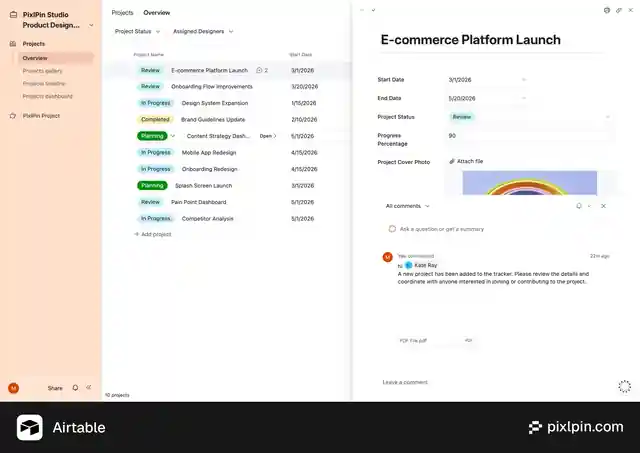 PixlPin Studio
Product Design...
Projects
Overview
Projects gallery
Projects timeline
Projects dashboard
PixlPin Project
M
Share
Projects Overview
Project Status Assigned Designers
Project Name Start Date
Review E-commerce Platform Launch 2 3/1/2026
Review Onboarding Flow Improvements 3/20/2026
In Progress Design System Expansion 1/15/2026
Completed Brand Guidelines Update 2/10/2026
Planning Content Strategy Dash... Open 5/1/2026
In Progress Mobile App Redesign 4/15/2026
In Progress Onboarding Redesign 4/15/2026
Planning Splash Screen Launch 3/1/2026
Review Pain Point Dashboard 5/1/2026
In Progress Competitor Analysis 5/1/2026
+ Add project
10 projects
E-commerce Platform Launch
Start Date 3/1/2026
End Date 5/20/2026
Project Status Review
Progress Percentage 90
Project Cover Photo Attach file
All comments
Ask a question or get a summary
M
You commented
Ray
A new project has been added to the tracker. Please review the details and
coordinate with anyone interested in joining or contributing to the project.
PDF File.pdf
Leave a comment
Airtable
pixlpin.com